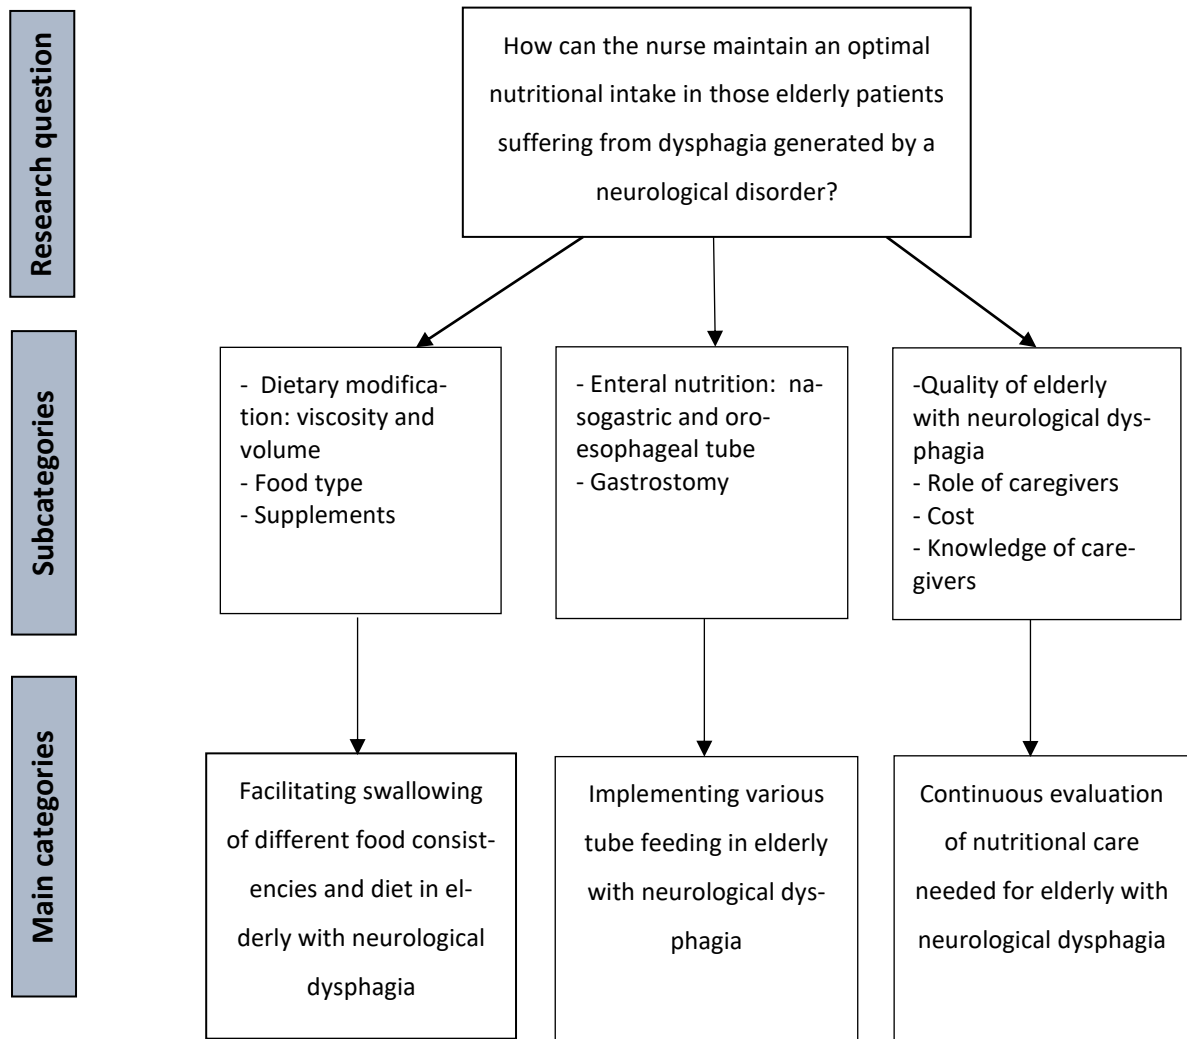 Research question
How can the nurse maintain an optimal
nutritional intake in those elderly patients
suffering from dysphagia generated by a
neurological disorder?
Subcategories
- Dietary modifica-
tion: viscosity and
volume
- Food type
- Supplements
- Enteral nutrition: na-
sogastric and oro-
esophageal tube
- Gastrostomy
-Quality of elderly
with neurological dys-
phagia
- Role of caregivers
- Cost
- Knowledge of care-
givers
Main categories
Facilitating swallowing
of different food consist-
encies and diet in el-
derly with neurological
dysphagia
Implementing various
tube feeding in elderly
with neurological dys-
phagia
Continuous evaluation
of nutritional care
needed for elderly with
neurological dysphagia